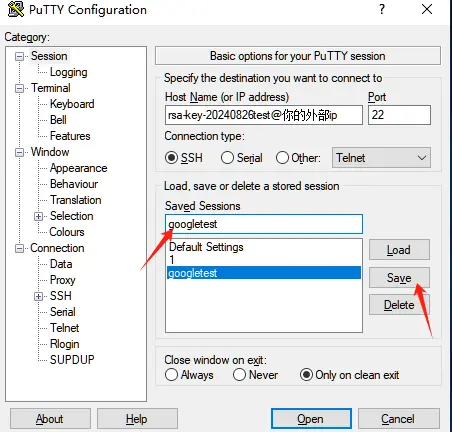 PuTTY Configuration
?
Category:
Session
Logging
Terminal
Keyboard
Bell
Features
Window
Appearance
Behaviour
Translation
Selection
Colours
Connection
Data
Proxy
SSH
Serial
Telnet
Rlogin
SUPDUP
Basic options for your PuTTY session
Specify the destination you want to connect to
Host Name (or IP address) Port
rsa-key-20240826test@你的外部ip 22
Connection type:
SSH Serial Other: Telnet
Load, save or delete a stored session
Saved Sessions
googletest
Default Settings
1
googletest
Load
Save
Delete
Close window on exit:
Always Never Only on clean exit
About Help Open Cancel